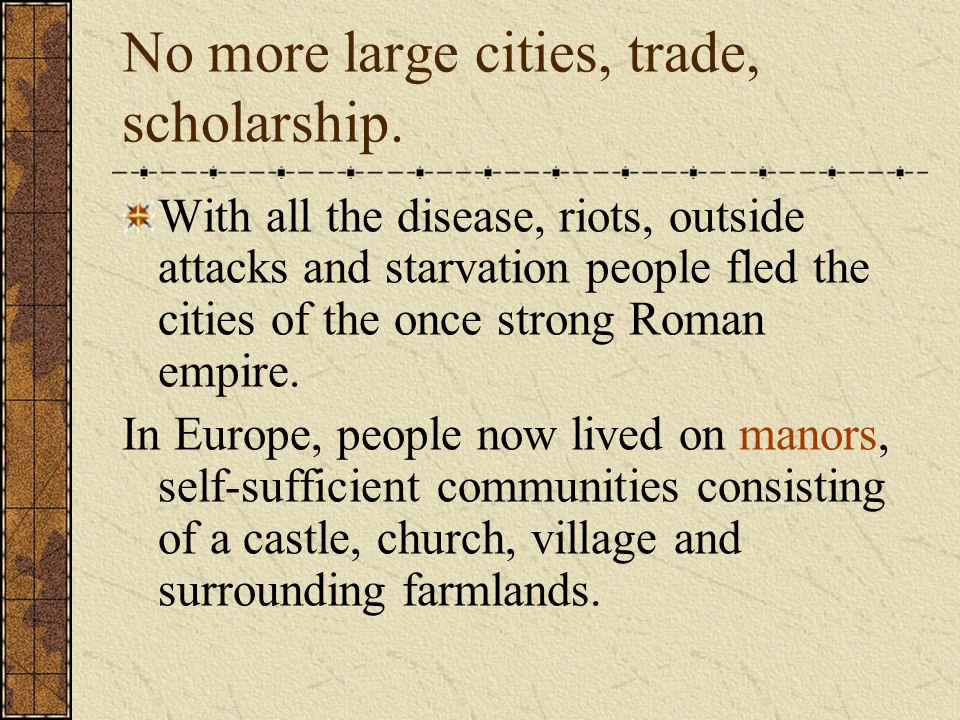 No more large cities, trade,
scholarship.
With all the disease, riots, outside
attacks and starvation people fled the
cities of the once strong Roman
empire.
In Europe, people now lived on manors,
self-sufficient communities consisting
of a castle, church, village and
surrounding farmlands.